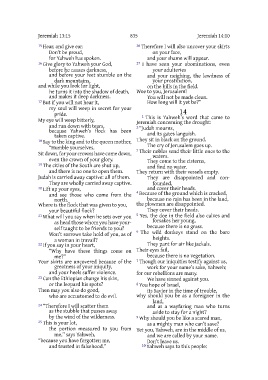 Jeremiah 13:15
675
Jeremiah 14:10
15 Hear, and give ear.
Don't be proud,
for Yahweh has spoken.
16 Give glory to Yahweh your God,
before he causes darkness,
and before your feet stumble on the
dark mountains,
and while you look for light,
he turns it into the shadow of death,
and makes it deep darkness.
17 But if you will not hear it,
my soul will weep in secret for your
pride.
My eye will weep bitterly,
and run down with tears,
because Yahweh's flock has been
taken captive.
18 Say to the king and to the queen mother,
"Humble yourselves.
Sit down, for your crowns have come down,
even the crown of your glory.
19 The cities of the South are shut up,
and there is no one to open them.
Judah is carried away captive: all of them.
They are wholly carried away captive.
20 Lift up your eyes,
and see those who come from the
north.
Where is the flock that was given to you,
your beautiful flock?
21 What will you say when he sets over you
as head those whom you have your-
self taught to be friends to you?
Won't sorrows take hold of you, as of
a woman in travail?
22 If you say in your heart,
"Why have these things come on
me?"
Your skirts are uncovered because of the
greatness of your iniquity,
and your heels suffer violence.
23 Can the Ethiopian change his skin,
or the leopard his spots?
Then may you also do good,
who are accustomed to do evil.
24 "Therefore I will scatter them
as the stubble that passes away
by the wind of the wilderness.
25 This is your lot,
the portion measured to you from
me," says Yahweh,
"because you have forgotten me,
and trusted in falsehood."
26 Therefore I will also uncover your skirts
on your face,
and your shame will appear.
27 I have seen your abominations, even
your adulteries
and your neighing, the lewdness of
your prostitution,
on the hills in the field.
Woe to you, Jerusalem!
You will not be made clean.
How long will it yet be?"
14
1 This is Yahweh's word that came to
Jeremiah concerning the drought:
2 "Judah mourns,
and its gates languish.
They sit in black on the ground.
The cry of Jerusalem goes up.
3 Their nobles send their little ones to the
waters.
They come to the cisterns,
and find no water.
They return with their vessels empty.
They are disappointed and con-
founded,
and cover their heads.
4 Because of the ground which is cracked,
because no rain has been in the land,
the plowmen are disappointed.
They cover their heads.
5 Yes, the doe in the field also calves and
forsakes her young,
because there is no grass.
6 The wild donkeys stand on the bare
heights.
They pant for air like jackals.
Their eyes fail,
because there is no vegetation.
7 Though our iniquities testify against us,
work for your name's sake, Yahweh;
for our rebellions are many.
We have sinned against you.
8 You hope of Israel,
its Savior in the time of trouble,
why should you be as a foreigner in the
land,
and as a wayfaring man who turns
aside to stay for a night?
9 Why should you be like a scared man,
as a mighty man who can't save?
Yet you, Yahweh, are in the middle of us,
and we are called by your name.
Don't leave us.
10 Yahweh says to this people: